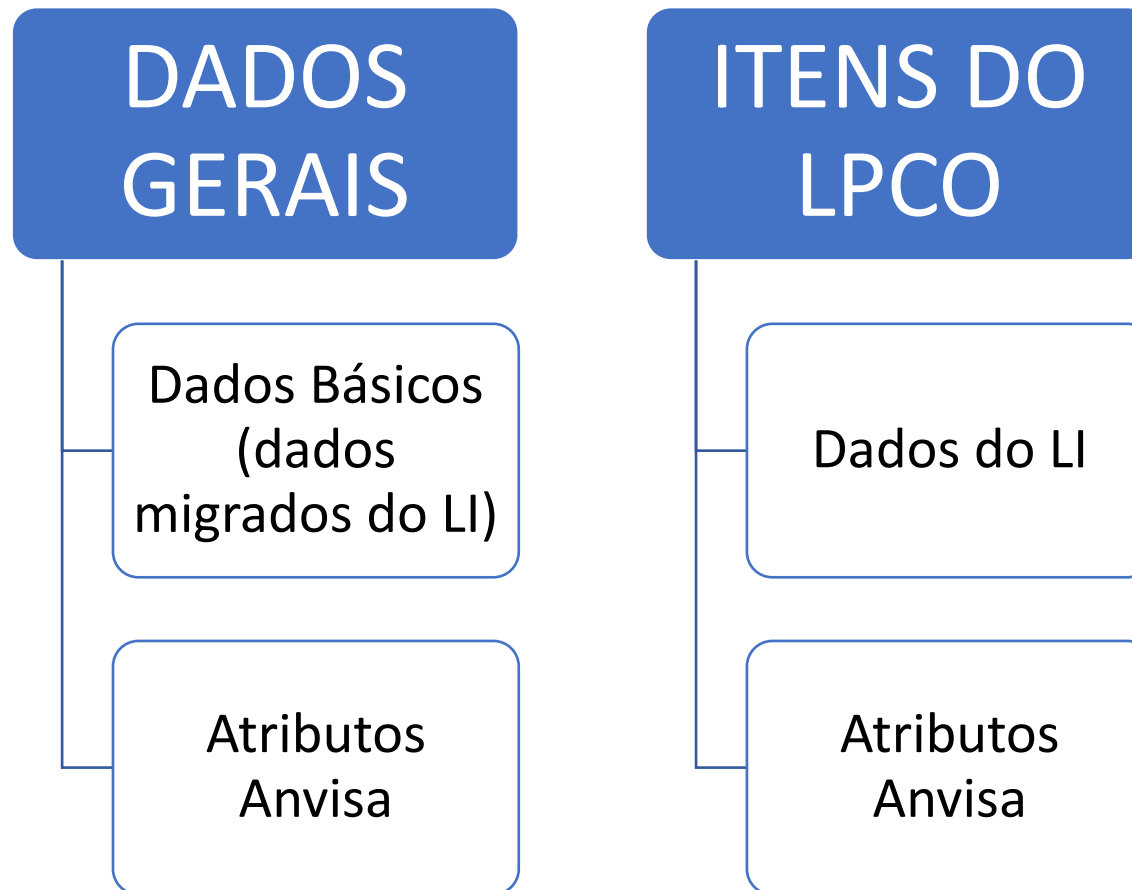 DADOS
GERAIS
Dados Básicos
(dados
migrados do LI)
Atributos
Anvisa
ITENS DO
LPCO
Dados do LI
Atributos
Anvisa